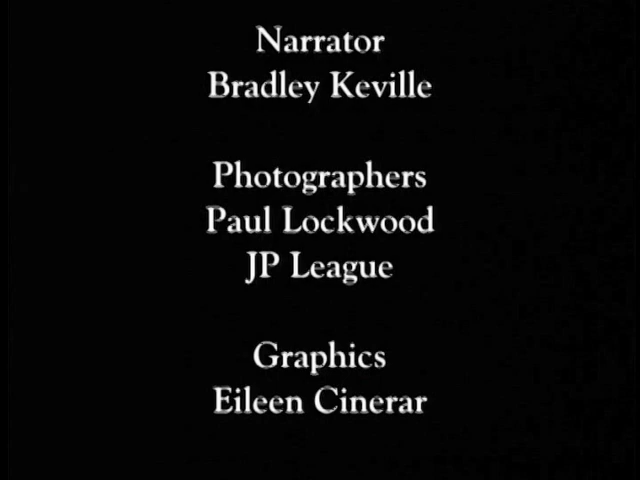 Narrator
Bradley Keville
Photographers
Paul Lockwood
JP League
Graphics
Eileen Cinerar